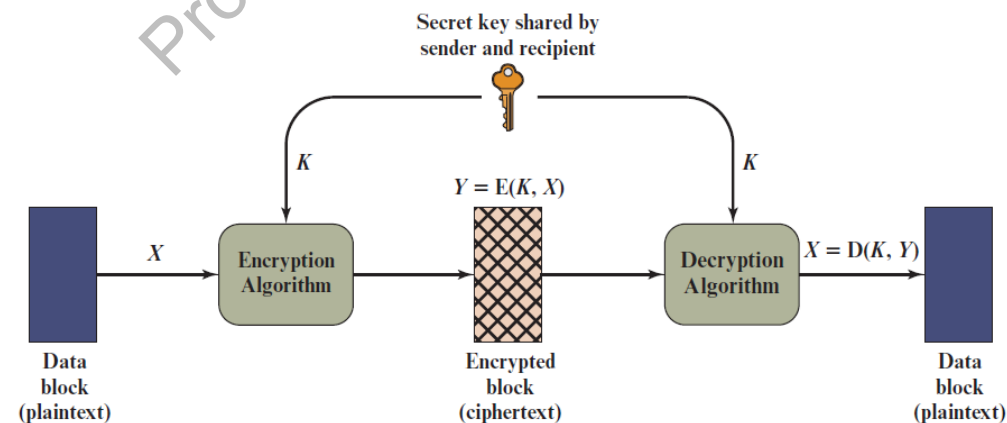 Pro
Secret key shared by
sender and recipient
K
K
Y = E(K, X)
X
Encryption
Algorithm
Decryption
Algorithm
X = D(K, Y)
Data
block
(plaintext)
Encrypted
block
(ciphertext)
Data
block
(plaintext)